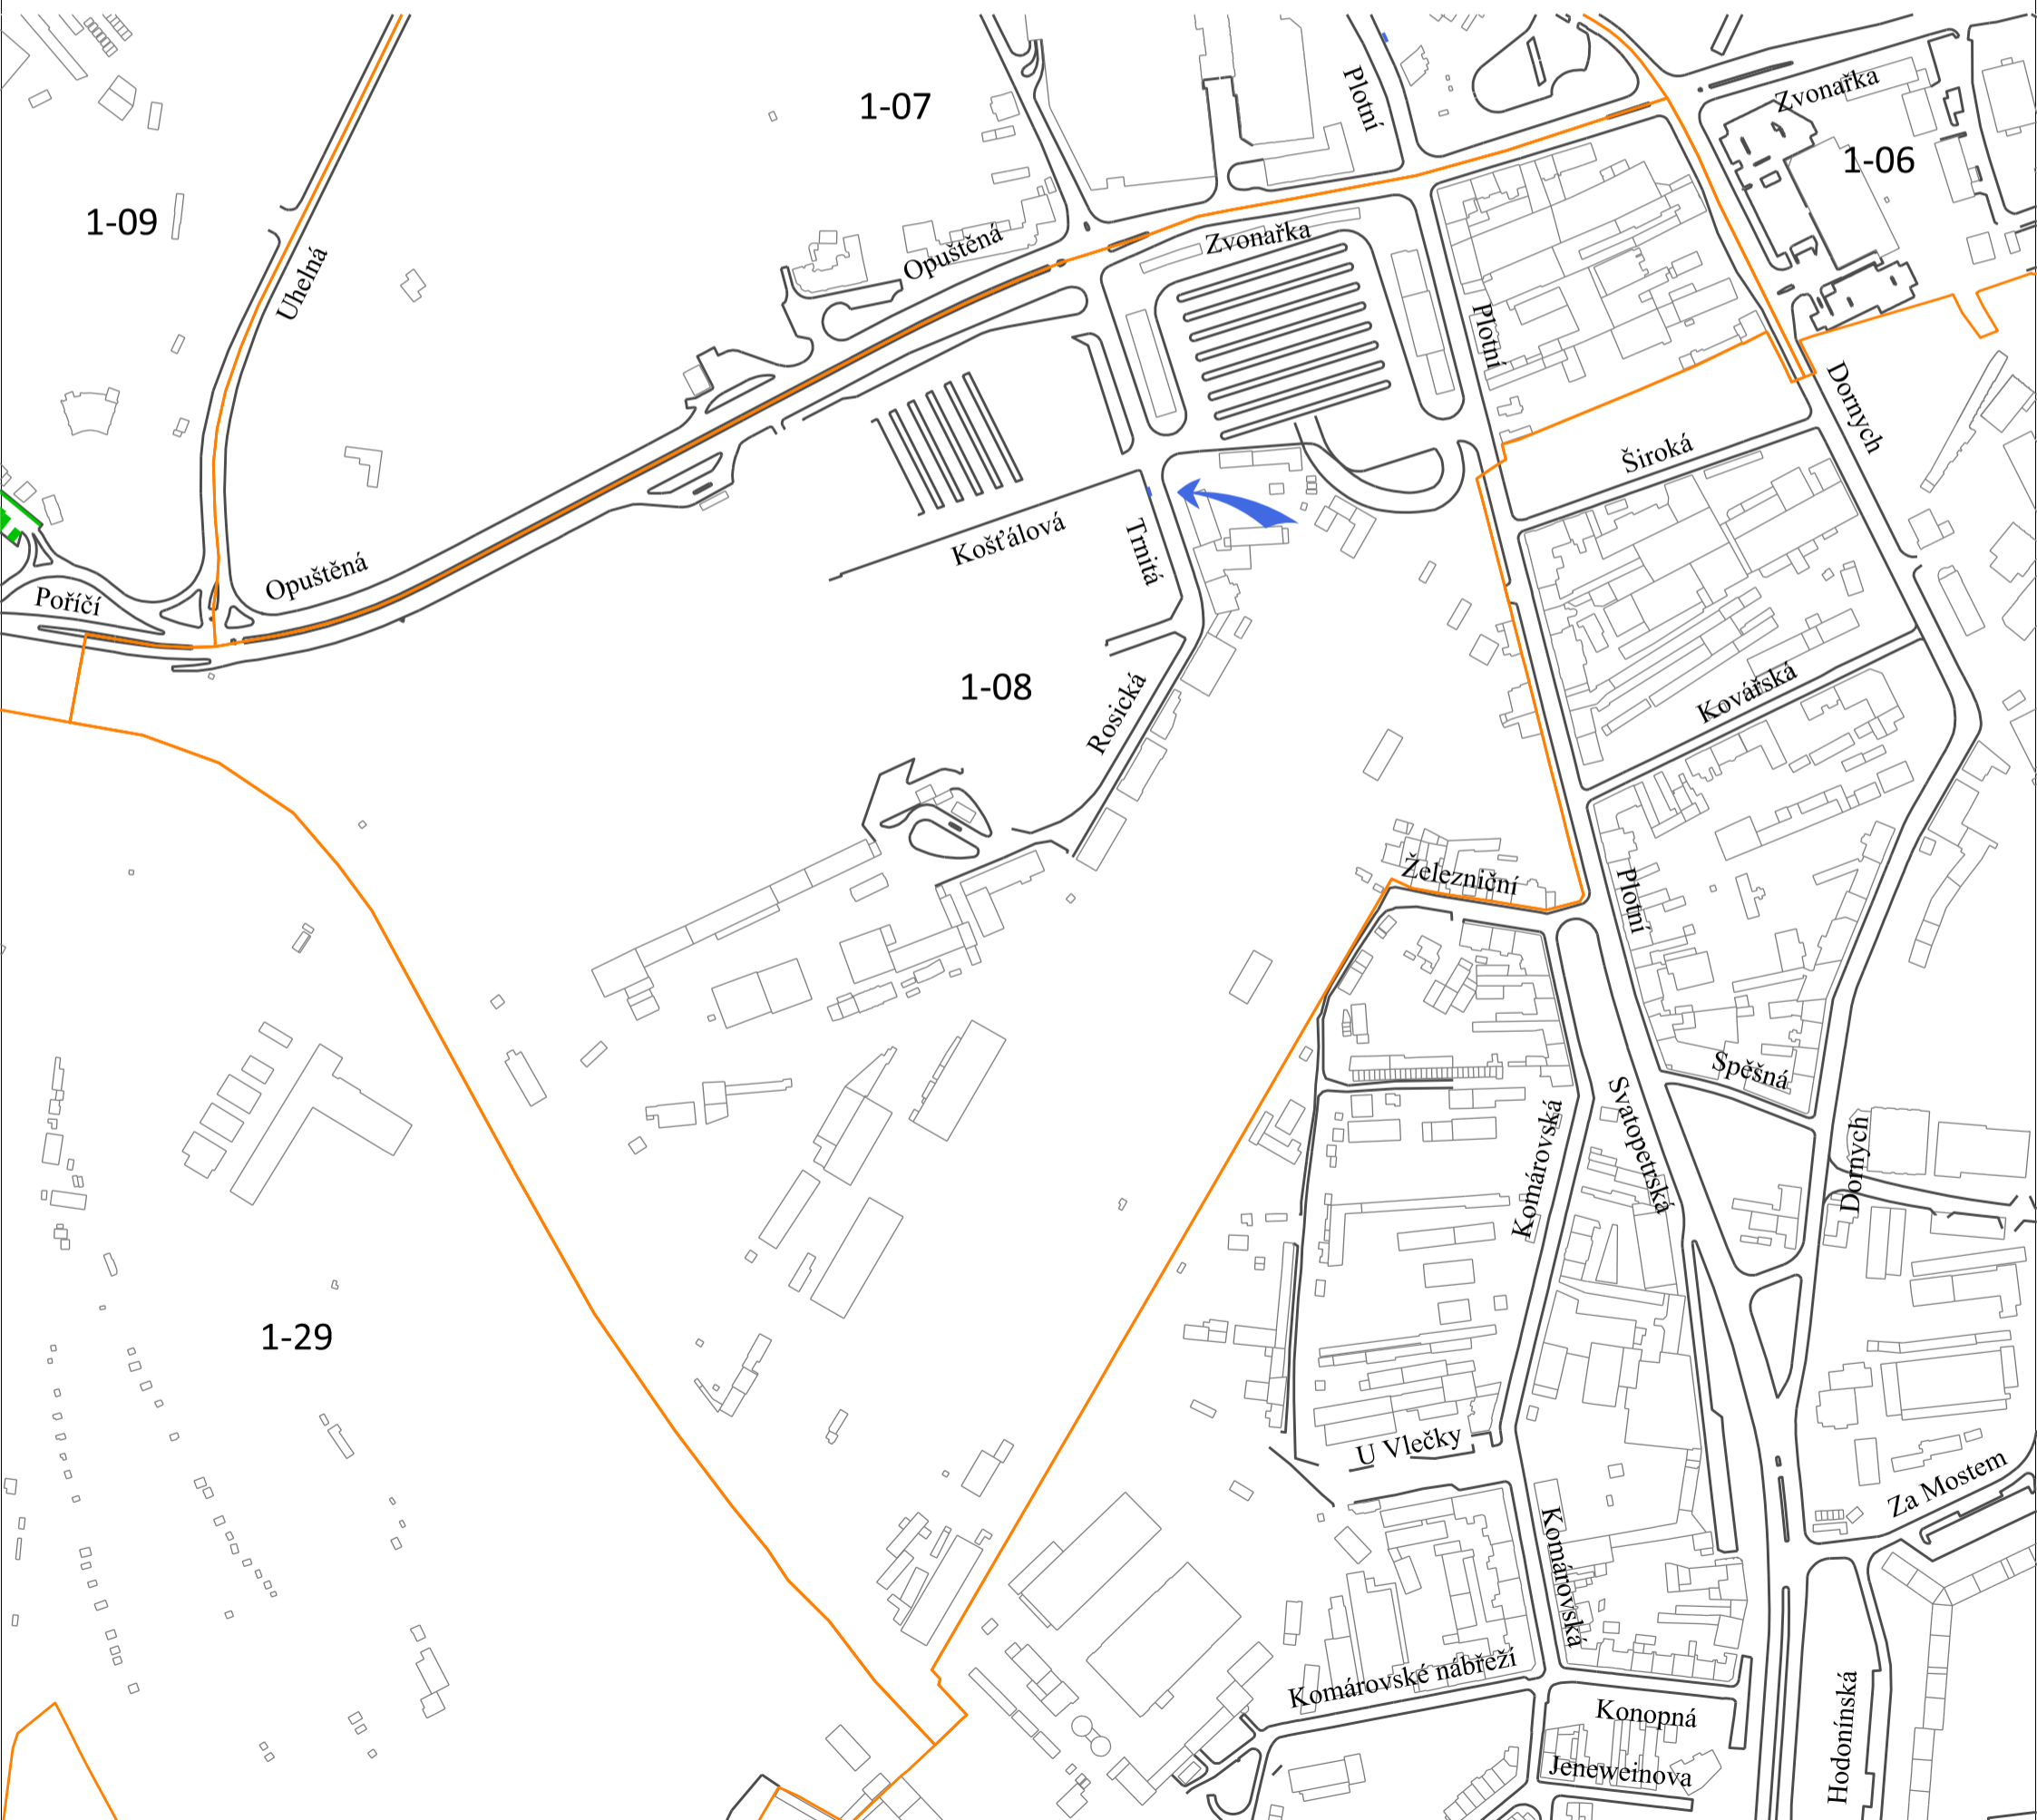 1-07
Plotní
Zvonařka
1-06
1-09
Uhelná
Opuštěná
Zvonařka
Plotní
Dornych
Široká
Košťálová
Trnitá
Opuštěná
Poříčí
1-08
Rosická
Kovářská
Železniční
Plotní
Spěšná
Svatopetrská
Komárovská
Dornych
1-29
U Vlečky
Za Mostem
Komárovská
Komárovské nábřeží
Konopná
Hodonínská
Jeneweinova